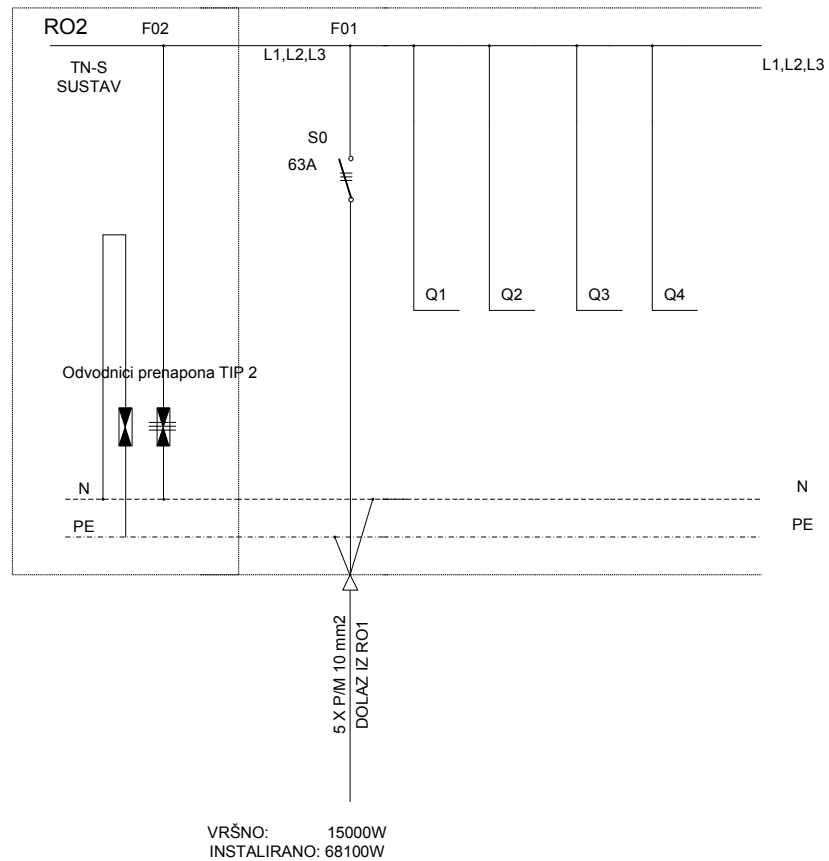 RO2
F02
F01
L1,L2,L3
L1,L2,L3
TN-S
SUSTAV
S0
63A
Q1
Q2
Q3
Q4
Odvodnici prenapona TIP 2
N
N
PE
PE
5 X P/M 10 mm2
DOLAZ IZ RO1
VRŠNO: 15000W
INSTALIRANO: 68100W